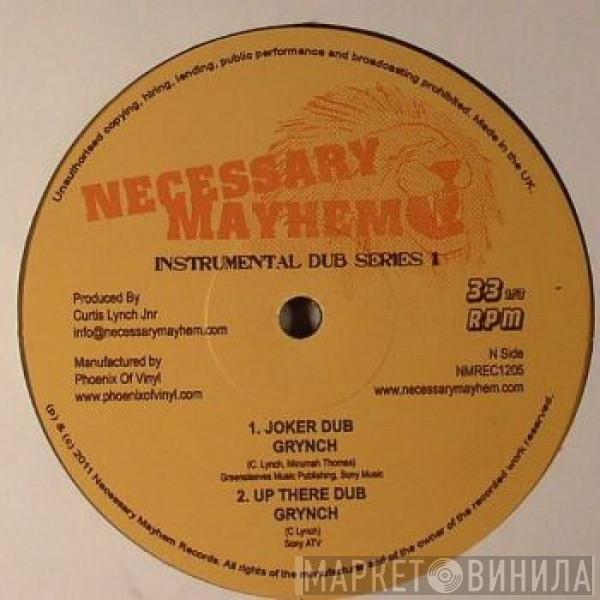 Unauthorised copying, hiring, lending, public performance and broadcasting prohibited. Made in the UK.
NECESSARY
MAYHEM
INSTRUMENTAL DUB SERIES 1
Produced By
Curtis Lynch Jnr
info@necessarymayhem.com
Manufactured by
Phoenix Of Vinyl
www.phoenixofvinyl.com
33 1/3
RPM
N Side
NMREC1205
www.necessarymayhem.com
1. JOKER DUB
GRYNCH
(C. Lynch, Thomas)
Greensleeves Music Publishing, Sony Music
2. UP THERE DUB
GRYNCH
(C Lynch)
Sony ATV
(p) & (c) 2011 Necessary Mayhem Records. All rights of the manufacturer and of the owner of the recorded work reserved.
МАРКЕТ ВИНИЛА